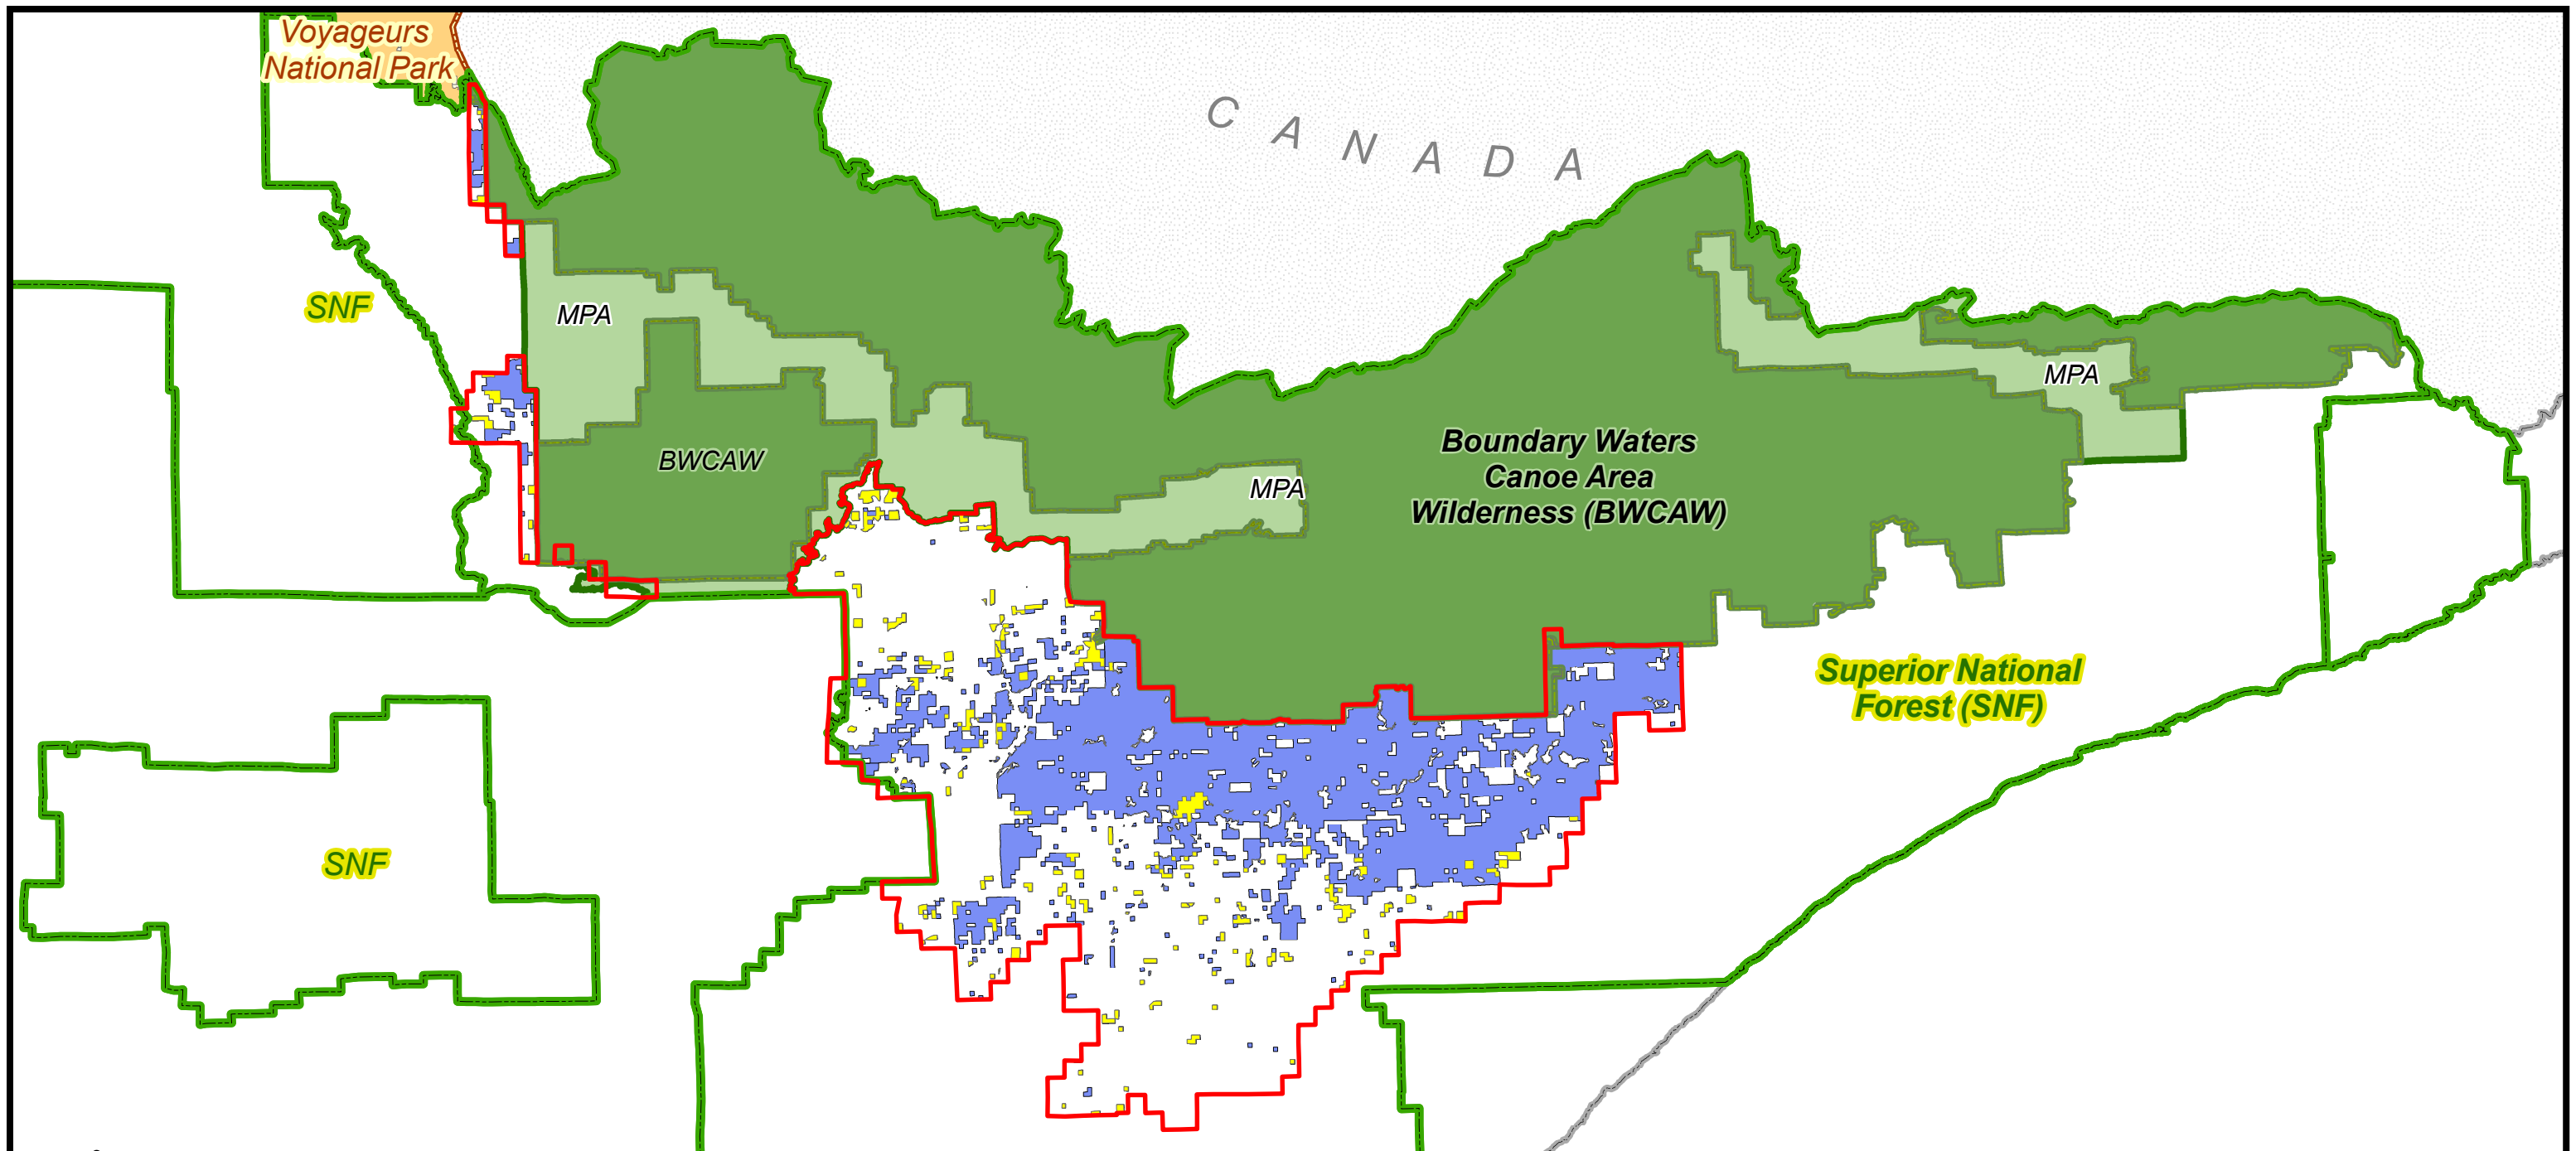 Voyageurs
National Park
CANADA
SNF
MPA
MPA
BWCAW
Boundary Waters
Canoe Area
Wilderness (BWCAW)
MPA
Superior National
Forest (SNF)
SNF